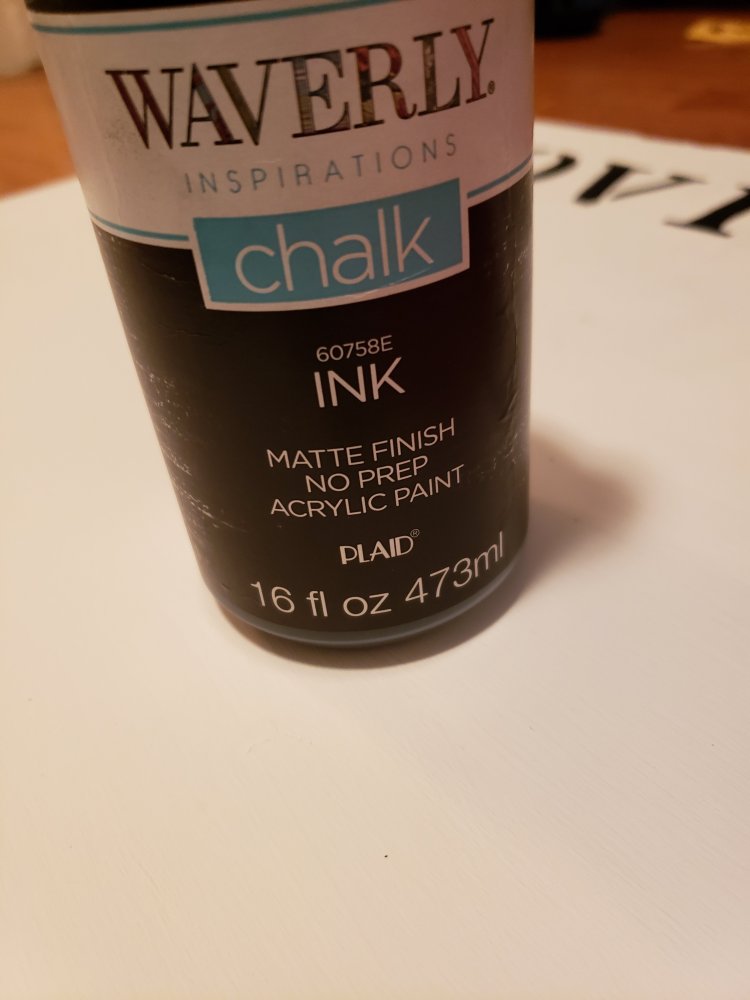 WAVERLY®
INSPIRATIONS
chalk
60758E
INK
MATTE FINISH
NO PREP
ACRYLIC PAINT
PLAID®
16 fl oz 473ml